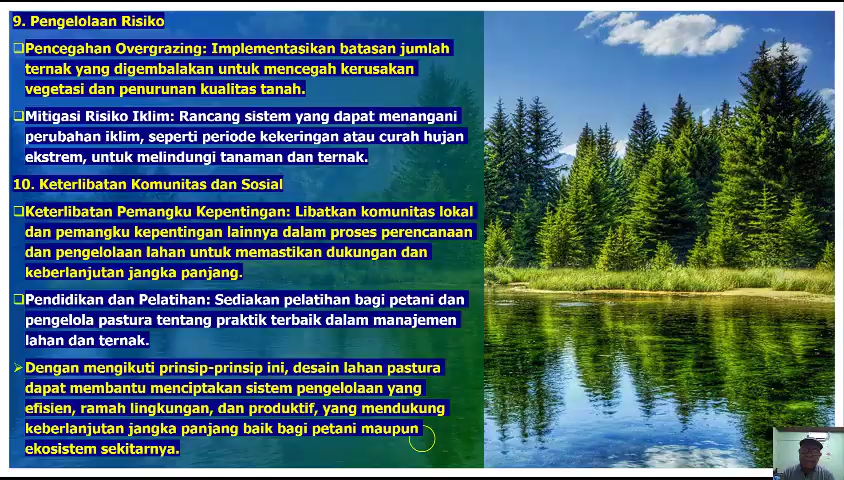 9. Pengelolaan Risiko
Pencegahan Overgrazing: Implementasikan batasan jumlah
ternak yang digembalakan untuk mencegah kerusakan
vegetasi dan penurunan kualitas tanah.
Mitigasi Risiko Iklim: Rancang sistem yang dapat menangani
perubahan iklim, seperti periode kekeringan atau curah hujan
ekstrem, untuk melindungi tanaman dan ternak.
10. Keterlibatan Komunitas dan Sosial
Keterlibatan Pemangku Kepentingan: Libatkan komunitas lokal
dan pemangku kepentingan lainnya dalam proses perencanaan
dan pengelolaan lahan untuk memastikan dukungan dan
keberlanjutan jangka panjang.
Pendidikan dan Pelatihan: Sediakan pelatihan bagi petani dan
pengelola pastura tentang praktik terbaik dalam manajemen
lahan dan ternak.
Dengan mengikuti prinsip-prinsip ini, desain lahan pastura
dapat membantu menciptakan sistem pengelolaan yang
efisien, ramah lingkungan, dan produktif, yang mendukung
keberlanjutan jangka panjang baik bagi petani maupun
ekosistem sekitarnya.